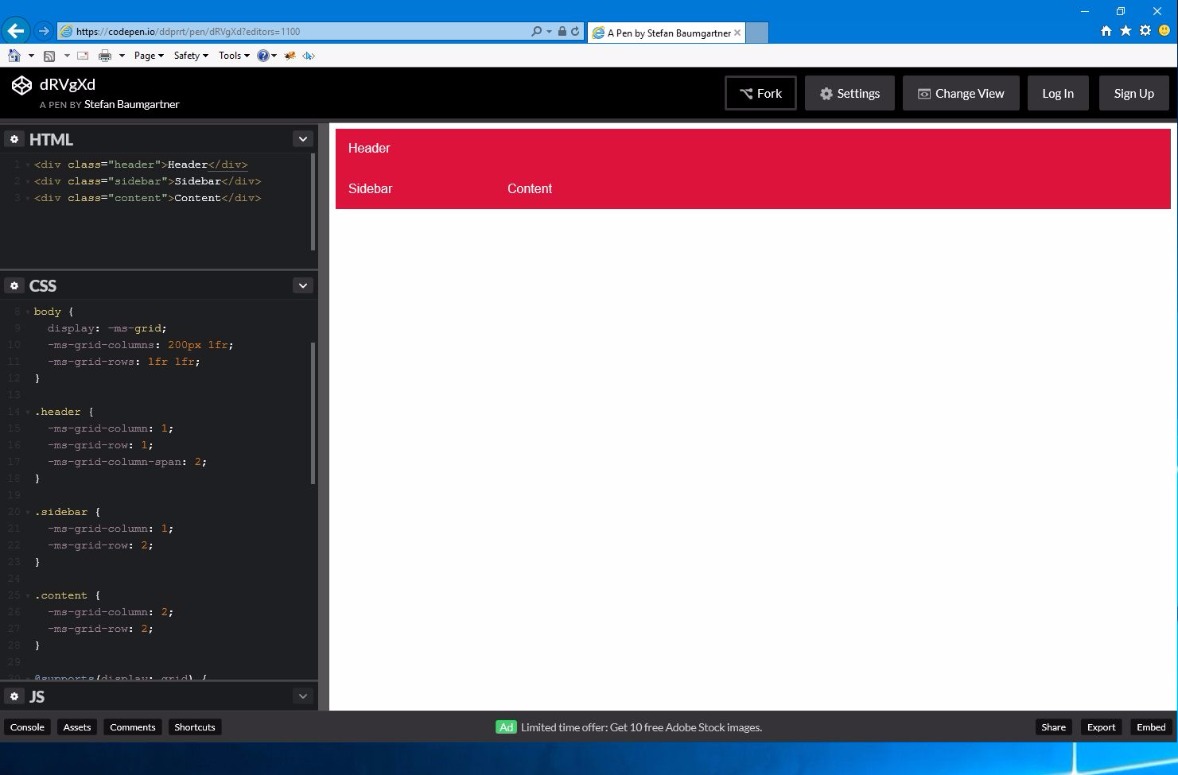 https://codepen.io/ddprrt/pen/dRVgXd?editors=1100
A Pen by Stefan Baumgartner
Page Safety Tools
dRVgXd
A PEN BY Stefan Baumgartner
Fork Settings Change View Log In Sign Up
HTML
1 <div class="header">Header</div>
2 <div class="sidebar">Sidebar</div>
3 <div class="content">Content</div>
CSS
8 body {
9 display: -ms-grid;
10 -ms-grid-columns: 200px 1fr;
11 -ms-grid-rows: 1fr 1fr;
12 }
13
14 .header {
15 -ms-grid-column: 1;
16 -ms-grid-row: 1;
17 -ms-grid-column-span: 2;
18 }
19
20 .sidebar {
21 -ms-grid-column: 1;
22 -ms-grid-row: 2;
23 }
24
25 .content {
26 -ms-grid-column: 2;
27 -ms-grid-row: 2;
28 }
29
30 @supports(display: grid) {
JS
Header
Sidebar Content
Console Assets Comments Shortcuts
Ad Limited time offer: Get 10 free Adobe Stock images.
Share Export Embed